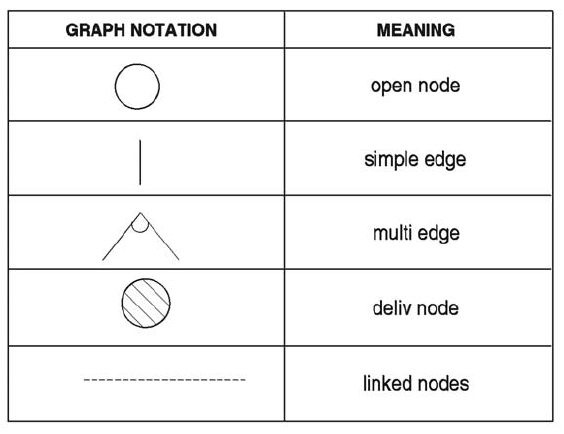 GRAPH NOTATION MEANING
open node
simple edge
multi edge
deliv node
linked nodes